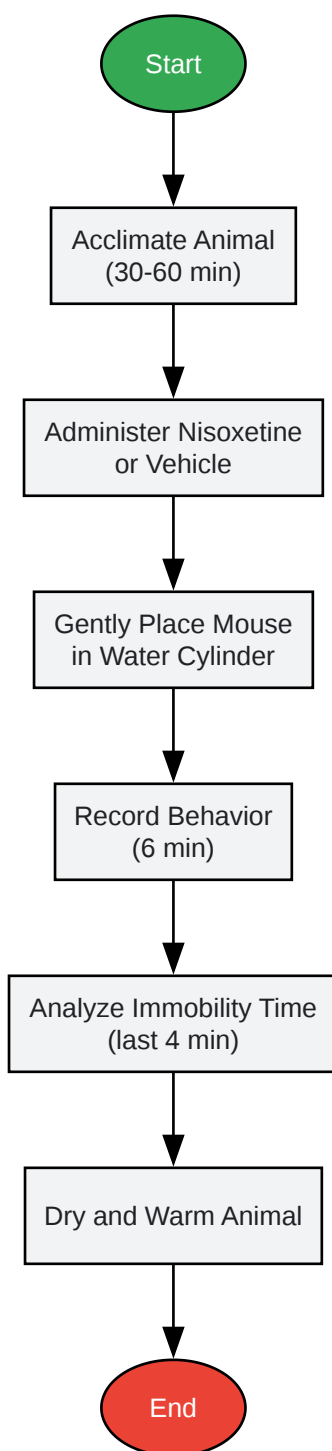 Start
Acclimate Animal
(30-60 min)
Administer Nisoxetine
or Vehicle
Gently Place Mouse
in Water Cylinder
Record Behavior
(6 min)
Analyze Immobility Time
(last 4 min)
Dry and Warm Animal
End